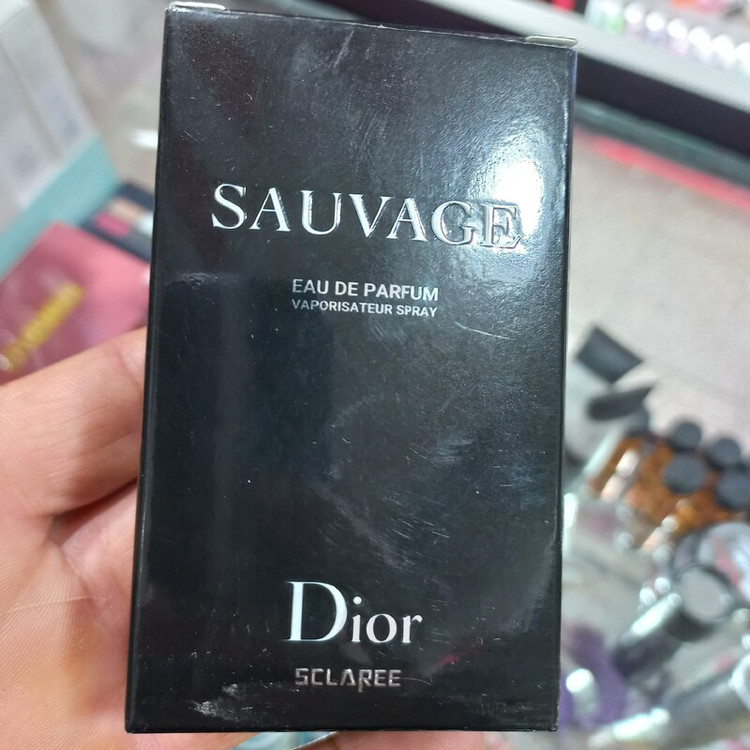 SAUVAGE
EAU DE PARFUM
VAPORISATEUR SPRAY
Dior
SCLAREE